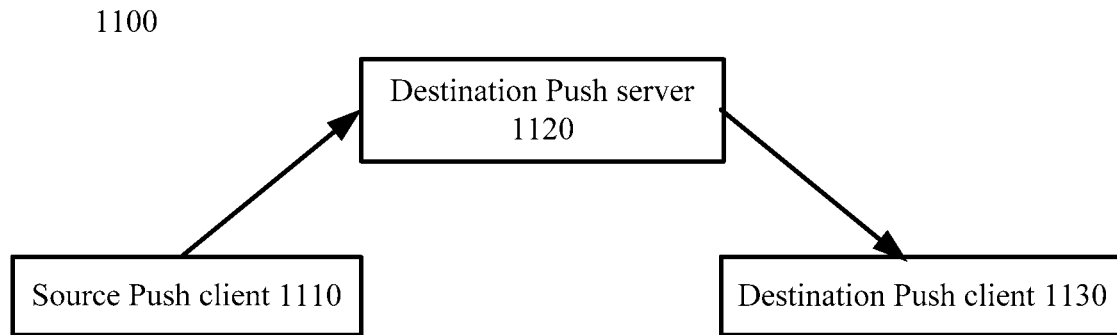 1100
Destination Push server
1120
Source Push client 1110
Destination Push client 1130